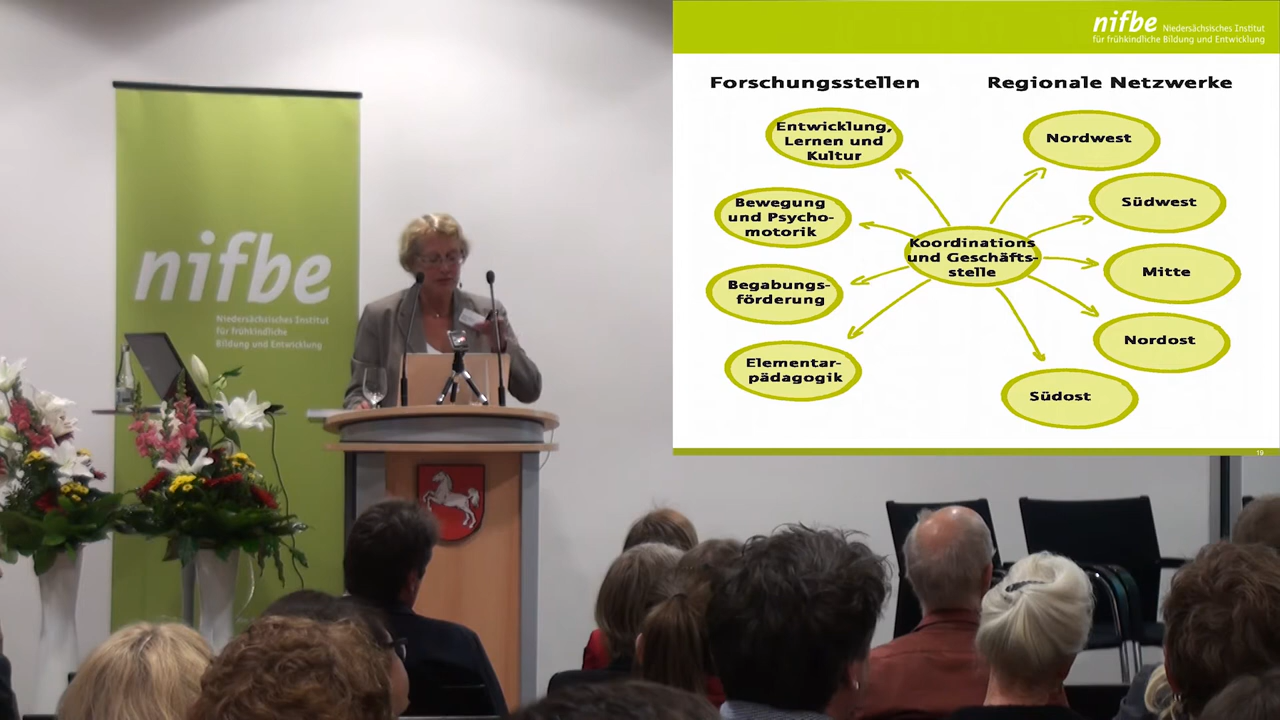 nifbe
Niedersächsisches Institut
für frühkindliche
Bildung und Entwicklung
nifbe Niedersächsisches Institut
für frühkindliche Bildung und Entwicklung
Forschungsstellen
Regionale Netzwerke
Entwicklung,
Lernen und
Kultur
Bewegung
und Psycho-
motorik
Begabungs-
förderung
Elementar-
pädagogik
Koordinations
und Geschäfts-
stelle
Nordwest
Südwest
Mitte
Nordost
Südost
19